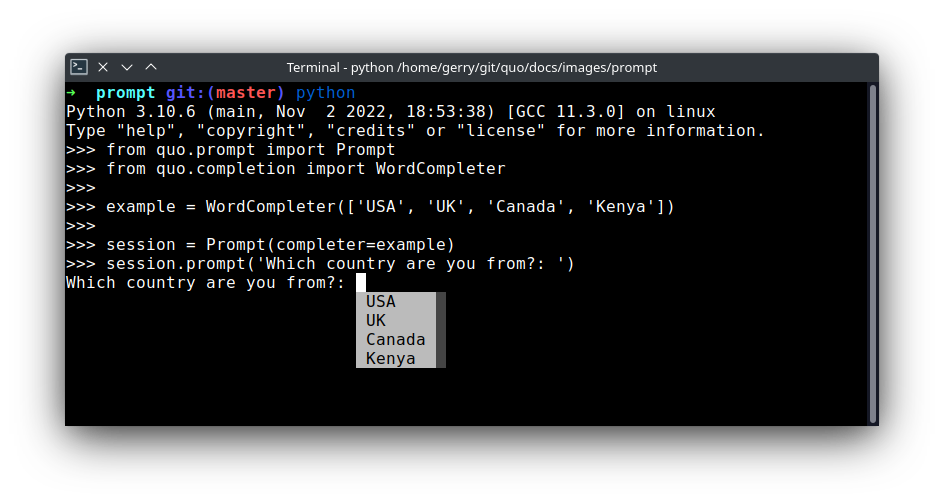 Terminal - python /home/gerry/git/quo/docs/images/prompt
➜  prompt git:(master) python
Python 3.10.6 (main, Nov  2 2022, 18:53:38) [GCC 11.3.0] on linux
Type "help", "copyright", "credits" or "license" for more information.
>>> from quo.prompt import Prompt
>>> from quo.completion import WordCompleter
>>>
>>> example = WordCompleter(['USA', 'UK', 'Canada', 'Kenya'])
>>>
>>> session = Prompt(completer=example)
>>> session.prompt('Which country are you from?: ')
Which country are you from?:
USA
UK
Canada
Kenya